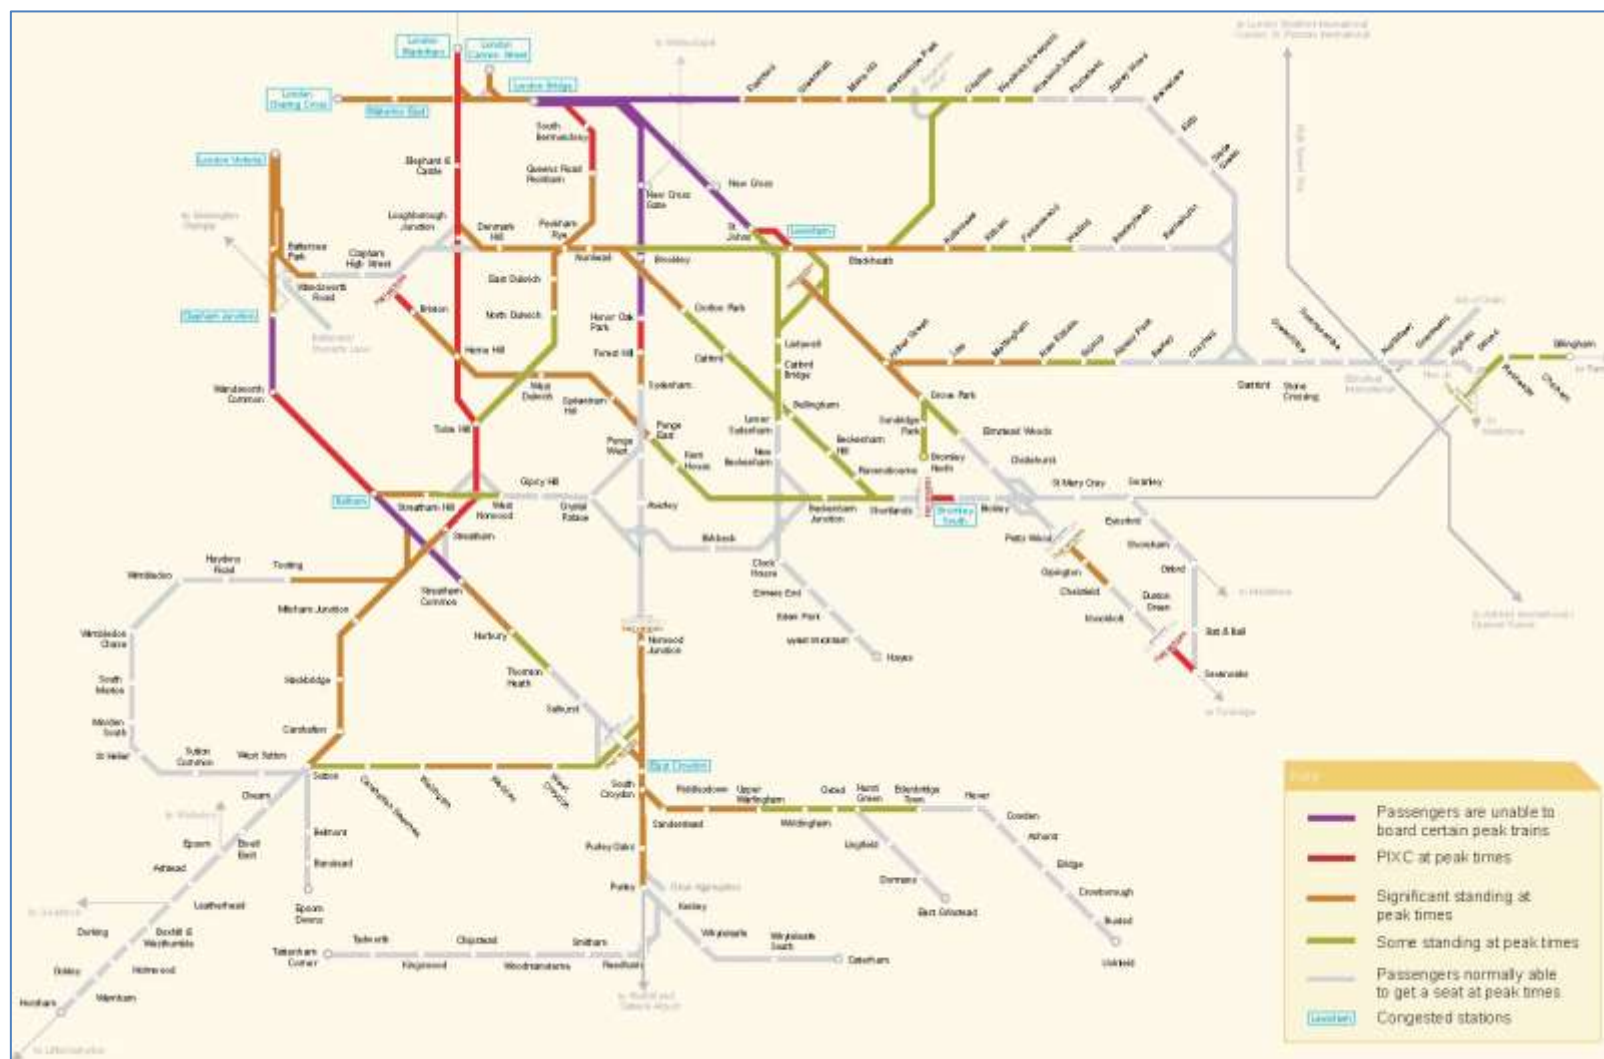 London Blackfriars
London Cannon Street
London Bridge
London Charing Cross
Waterloo East
London Victoria
Deptford
Greenwich
Maze Hill
Westcombe Park
Charlton
Woolwich Dockyard
Woolwich Arsenal
Plumstead
Abbey Wood
Belvedere
Erith
Slade Green
South Bermondsey
Queens Road Peckham
Elephant & Castle
Loughborough Junction
Denmark Hill
Peckham Rye
Nunhead
New Cross Gate
New Cross
St. Johns
Lewisham
Blackheath
Kidbrooke
Eltham
Falconwood
Welling
Bexleyheath
Barnehurst
Brockley
Battersea Park
Clapham High Street
Wandsworth Road
Clapham Junction
Brixton
East Dulwich
North Dulwich
Herne Hill
Honor Oak Park
Forest Hill
Sydenham
Crofton Park
Catford
Ladywell
Catford Bridge
Hither Green
Lee
Mottingham
New Eltham
Sidcup
Albany Park
Bexley
Crayford
Dartford
Stone Crossing
Greenhithe
Swanscombe
Northfleet
Gravesend
Higham
Strood
Rochester
Chatham
Gillingham
Wandsworth Common
West Dulwich
Sydenham Hill
Tulse Hill
Penge East
Penge West
Kent House
Lower Sydenham
New Beckenham
Bellingham
Beckenham Hill
Ravensbourne
Grove Park
Sundridge Park
Bromley North
Elmstead Woods
Chislehurst
St Mary Cray
Swanley
Balham
Streatham Hill
West Norwood
Gipsy Hill
Crystal Palace
Anerley
Birkbeck
Beckenham Junction
Shortlands
Bromley South
Bickley
Petts Wood
Streatham
Streatham Common
Wimbledon
Haydons Road
Tooting
Mitcham Junction
Clock House
Elmers End
Eden Park
West Wickham
Hayes
Orpington
Chelsfield
Knockholt
Eynsford
Shoreham
Otford
Dunton Green
Bat & Ball
Sevenoaks
to Tonbridge
Norbury
Thornton Heath
Selhurst
Norwood Junction
Wimbledon Chase
South Merton
Morden South
St Helier
Sutton Common
West Sutton
Hackbridge
Carshalton
Sutton
Carshalton Beeches
Wallington
Waddon
West Croydon
East Croydon
South Croydon
Cheam
Ewell East
Epsom
Ashtead
Leatherhead
Boxhill & Westhumble
Dorking
Holmwood
Ockley
Warnham
Horsham
Belmont
Banstead
Epsom Downs
Sanderstead
Riddlesdown
Upper Warlingham
Woldingham
Oxted
Hurst Green
Edenbridge Town
Hever
Cowden
Ashurst
Eridge
Crowborough
Buxted
Uckfield
Lingfield
Dormans
East Grinstead
Purley Oaks
Purley
Kenley
Whyteleafe
Whyteleafe South
Caterham
Reedham
Smitham
Woodmansterne
Chipstead
Kingswood
Tadworth
Tattenham Corner
Passengers are unable to
board certain peak trains
PIXC at peak times
Significant standing at
peak times
Some standing at peak times
Passengers normally able
to get a seat at peak times
Lewisham
Congested stations